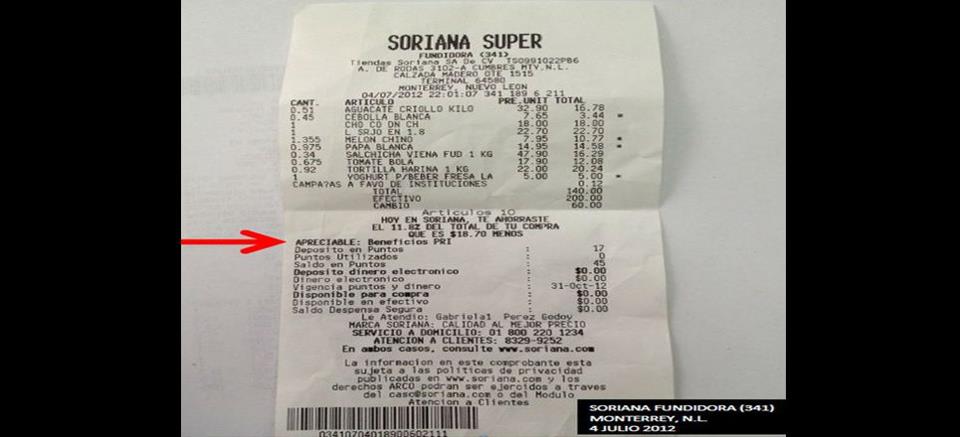 SORIANA SUPER
FUNDIDORA (341)
Tiendas Soriana SA De CV TSO991022PB6
A. DE RODAS 3102-A CUMBRES MTY,N.L.
CALZADA MADERO OTE 1515
TERMINAL 64580
MONTERREY, NUEVO LEON
04/07/2012 22:01:07 341 189 6 211
CANT. ARTICULO PRE.UNIT TOTAL
0.51 AGUACATE CRIOLLO KILO 32.90 16.78
0.45 CEBOLLA BLANCA 7.65 3.44 *
1 CHO CO ON CH 18.00 18.00
1 L SRJO EN 1.8 22.70 22.70
1.355 MELON CHINO 7.95 10.77 *
0.975 PAPA BLANCA 14.95 14.58 *
0.34 SALCHICHA VIENA FUD 1 KG 47.90 16.29
0.675 TOMATE BOLA 17.90 12.08
0.92 TORTILLA HARINA 1 KG 22.00 20.24
1 YOGHURT P/BEBER FRESA LA 5.00 5.00 *
CAMPA?AS A FAVO DE INSTITUCIONES 0.12
TOTAL 140.00
EFECTIVO 200.00
CAMBIO 60.00
Articulos 10
HOY EN SORIANA, TE AHORRASTE
EL 11.8% DEL TOTAL DE TU COMPRA
QUE ES $18.70 MENOS
APRECIABLE: Beneficios PRI
Deposito en Puntos : 17
Puntos Utilizados : 0
Saldo en Puntos : 45
Deposito dinero electronico : $0.00
Dinero electronico : $0.00
Vigencia puntos y dinero : 31-Oct-12
Disponible para compra : $0.00
Disponible en efectivo : $0.00
Saldo Despensa Segura : $0.00
Le Atendio: Gabriela1 Perez Godoy
MARCA SORIANA: CALIDAD AL MEJOR PRECIO
SERVICIO A DOMICILIO: 01 800 220 1234
ATENCION A CLIENTES: 8329-9252
En ambos casos, consulte www.soriana.com
La informacion en este comprobante esta
sujeta a las politicas de privacidad
publicadas en www.soriana.com y los
derechos ARCO podran ser ejercidos a traves
del caso@soriana.com o del Modulo
Atencion a Clientes
03410704018900602111
SORIANA FUNDIDORA (341)
MONTERREY, N.L.
4 JULIO 2012